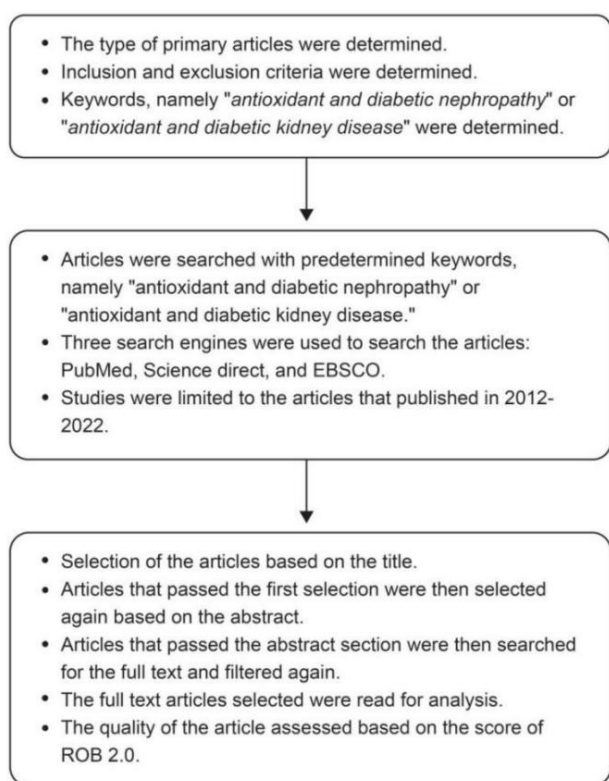 • The type of primary articles were determined.
• Inclusion and exclusion criteria were determined.
• Keywords, namely "antioxidant and diabetic nephropathy" or
"antioxidant and diabetic kidney disease" were determined.
• Articles were searched with predetermined keywords,
namely "antioxidant and diabetic nephropathy" or
"antioxidant and diabetic kidney disease."
• Three search engines were used to search the articles:
PubMed, Science direct, and EBSCO.
• Studies were limited to the articles that published in 2012-
2022.
• Selection of the articles based on the title.
• Articles that passed the first selection were then selected
again based on the abstract.
• Articles that passed the abstract section were then searched
for the full text and filtered again.
• The full text articles selected were read for analysis.
• The quality of the article assessed based on the score of
ROB 2.0.